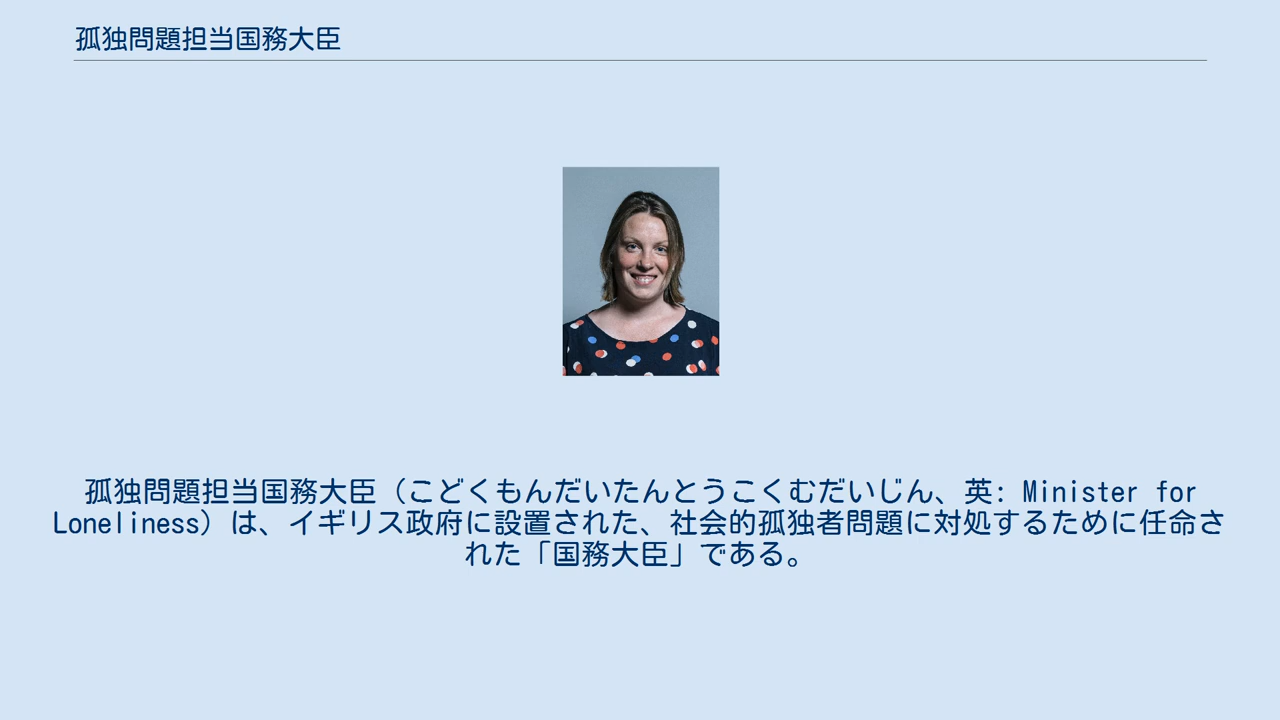 孤独問題担当国務大臣
孤独問題担当国務大臣（こどくもんだいたんとうこくむだいじん、英: Minister for
Loneliness）は、イギリス政府に設置された、社会的孤独者問題に対処するために任命さ
れた「国務大臣」である。